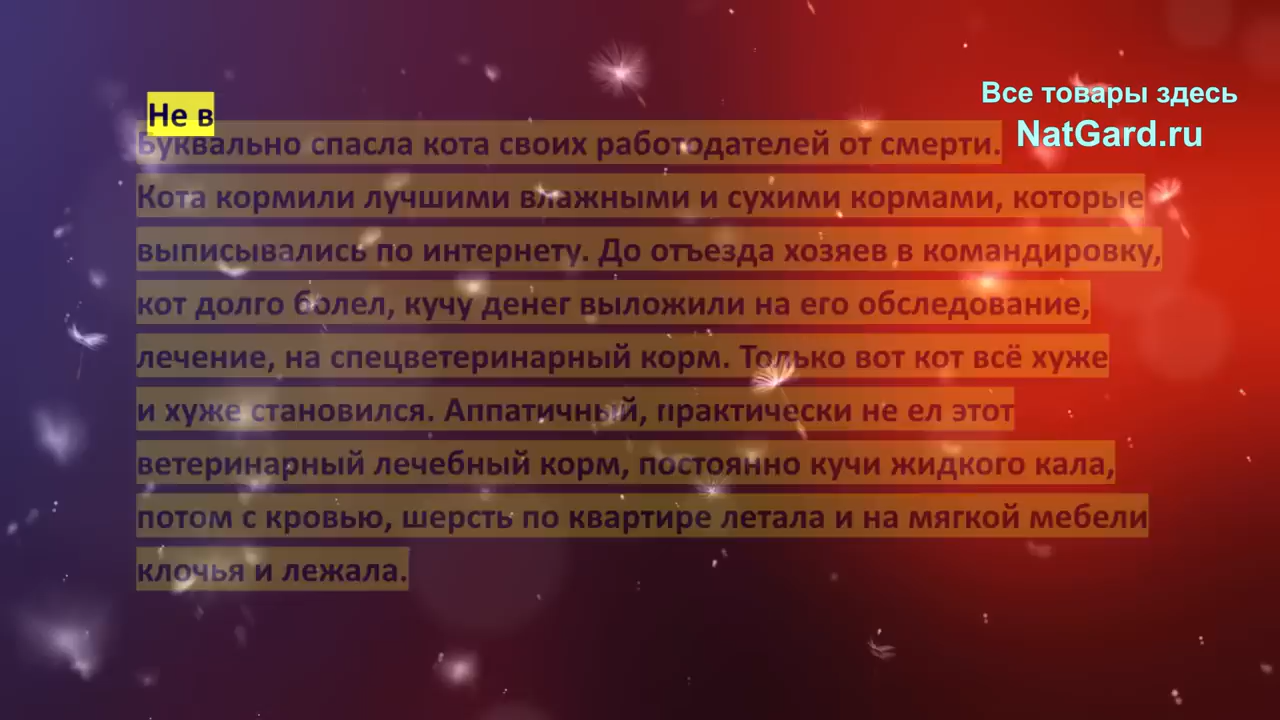 Все товары здесь
NatGard.ru
Не в
Буквально спасла кота своих работодателей от смерти.
Кота кормили лучшими влажными и сухими кормами, которые
выписывались по интернету. До отъезда хозяев в командировку,
кот долго болел, кучу денег выложили на его обследование,
лечение, на спецветеринарный корм. Только вот кот всё хуже
и хуже становился. Аппатичный, практически не ел этот
ветеринарный лечебный корм, постоянно кучи жидкого кала,
потом с кровью, шерсть по квартире летала и на мягкой мебели
клочья и лежала.